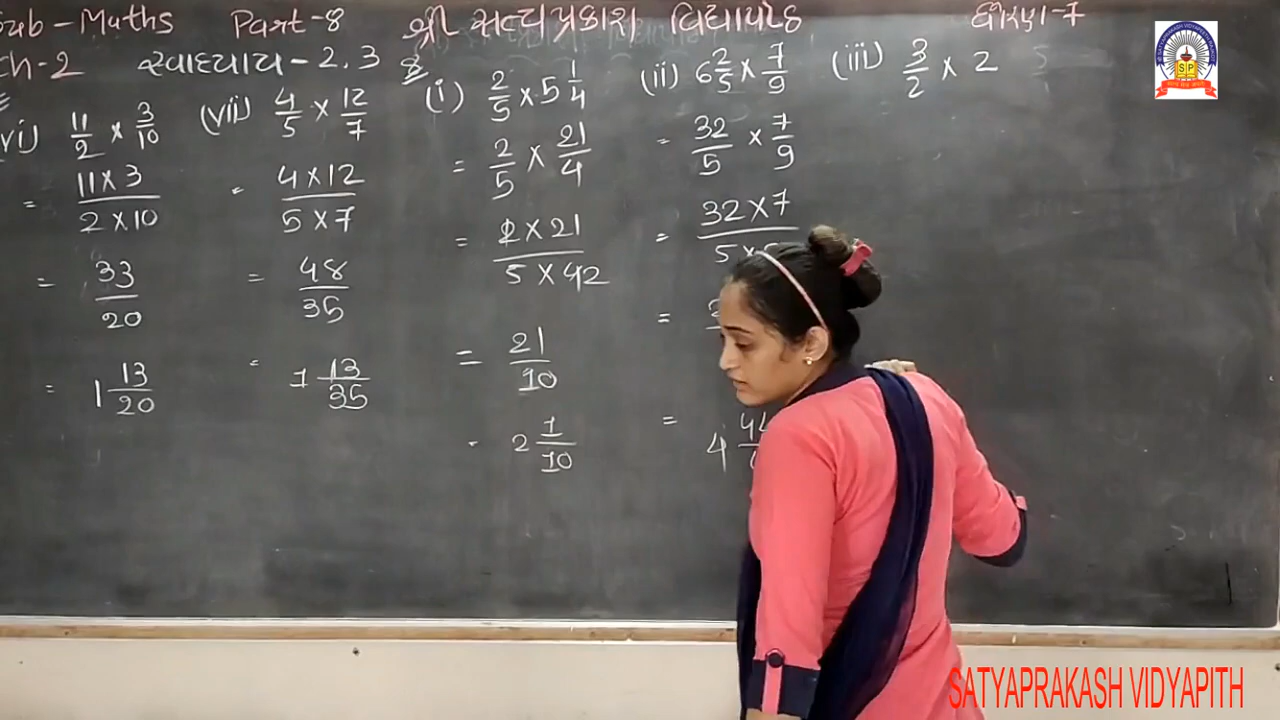 Sub - Maths Part-8 શ્રી સત્યપ્રકાશ વિદ્યાપીઠ ધોરણ-7
Ch-2 સ્વાધ્યાય - 2.3
(vi) 11/2 × 3/10
= 11×3 / 2×10
= 33/20
= 1 13/20
(vii) 4/5 × 12/7
= 4×12 / 5×7
= 48/35
= 1 13/35
(i) 2/5 × 5 1/4
= 2/5 × 21/4
= 2×21 / 5×42
= 21/10
= 2 1/10
(ii) 6 2/5 × 7/9
= 32/5 × 7/9
= 32×7 / 5×
=
= 4
(iii) 3/2 × 2
SP
SATYAPRAKASH VIDYAPITH